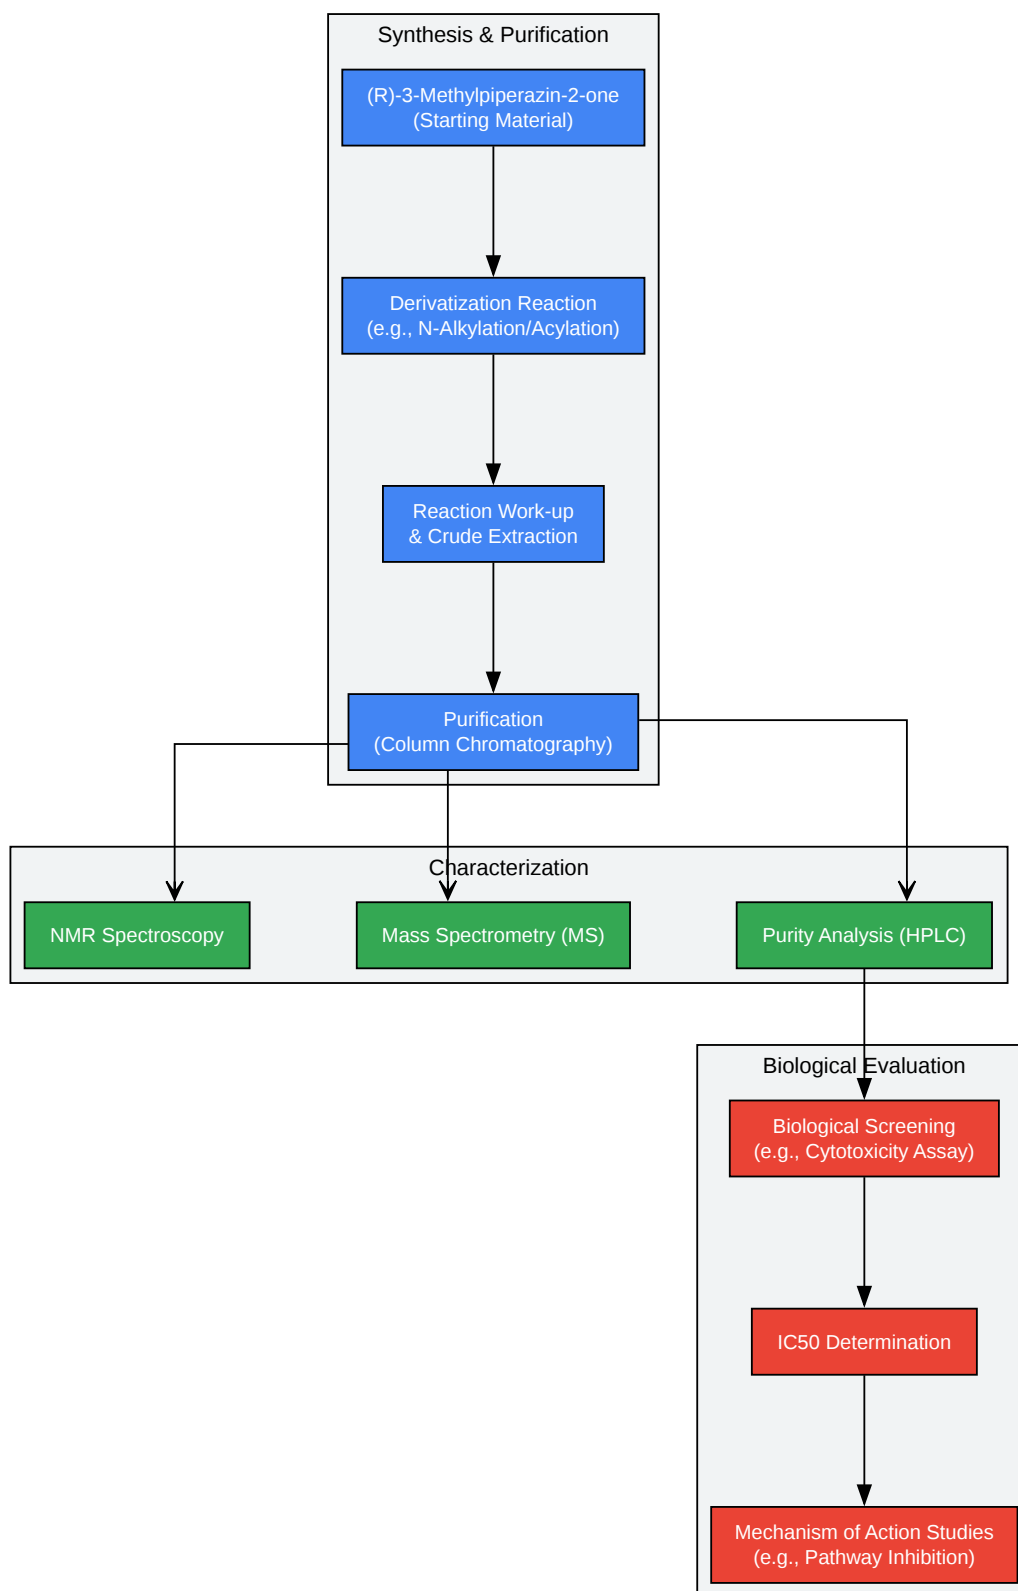 Synthesis & Purification
(R)-3-Methylpiperazin-2-one
(Starting Material)
Derivatization Reaction
(e.g., N-Alkylation/Acylation)
Reaction Work-up
& Crude Extraction
Purification
(Column Chromatography)
Characterization
NMR Spectroscopy
Mass Spectrometry (MS)
Purity Analysis (HPLC)
Biological Evaluation
Biological Screening
(e.g., Cytotoxicity Assay)
IC50 Determination
Mechanism of Action Studies
(e.g., Pathway Inhibition)